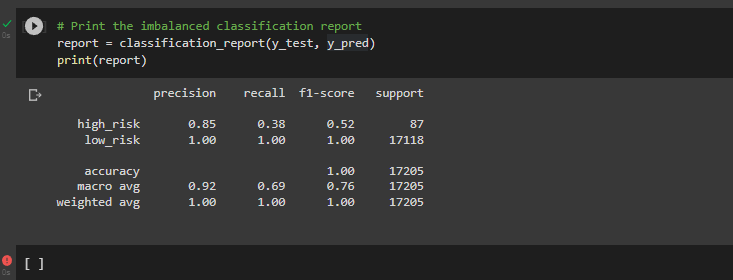 # Print the imbalanced classification report
0s
report = classification_report(y_test, y_pred)
print(report)
precision recall f1-score support
high_risk 0.85 0.38 0.52 87
low_risk 1.00 1.00 1.00 17118
accuracy 1.00 17205
macro avg 0.92 0.69 0.76 17205
weighted avg 1.00 1.00 1.00 17205
[ ]
0s